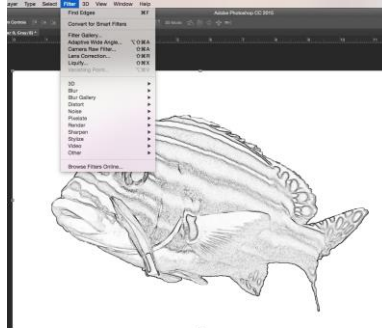 Type Select Filter 3D View Window Help
Adobe Photoshop CC 2015
Find Edges ⌘F
Convert for Smart Filters
Filter Gallery...
Adaptive Wide Angle... ⌥⇧⌘A
Camera Raw Filter... ⇧⌘A
Lens Correction... ⇧⌘R
Liquify... ⇧⌘X
Vanishing Point... ⌥⌘V
3D
Blur
Blur Gallery
Distort
Noise
Pixelate
Render
Sharpen
Stylize
Video
Other
Browse Filters Online...